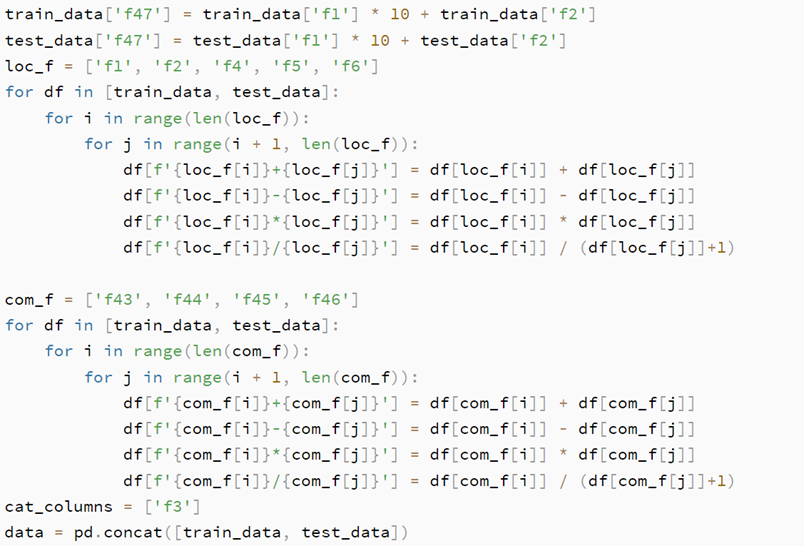 train_data['f47'] = train_data['f1'] * 10 + train_data['f2']
test_data['f47'] = test_data['f1'] * 10 + test_data['f2']
loc_f = ['f1', 'f2', 'f4', 'f5', 'f6']
for df in [train_data, test_data]:
    for i in range(len(loc_f)):
        for j in range(i + 1, len(loc_f)):
            df[f'{loc_f[i]}+{loc_f[j]}'] = df[loc_f[i]] + df[loc_f[j]]
            df[f'{loc_f[i]}-{loc_f[j]}'] = df[loc_f[i]] - df[loc_f[j]]
            df[f'{loc_f[i]}*{loc_f[j]}'] = df[loc_f[i]] * df[loc_f[j]]
            df[f'{loc_f[i]}/{loc_f[j]}'] = df[loc_f[i]] / (df[loc_f[j]]+1)

com_f = ['f43', 'f44', 'f45', 'f46']
for df in [train_data, test_data]:
    for i in range(len(com_f)):
        for j in range(i + 1, len(com_f)):
            df[f'{com_f[i]}+{com_f[j]}'] = df[com_f[i]] + df[com_f[j]]
            df[f'{com_f[i]}-{com_f[j]}'] = df[com_f[i]] - df[com_f[j]]
            df[f'{com_f[i]}*{com_f[j]}'] = df[com_f[i]] * df[com_f[j]]
            df[f'{com_f[i]}/{com_f[j]}'] = df[com_f[i]] / (df[com_f[j]]+1)
cat_columns = ['f3']
data = pd.concat([train_data, test_data])